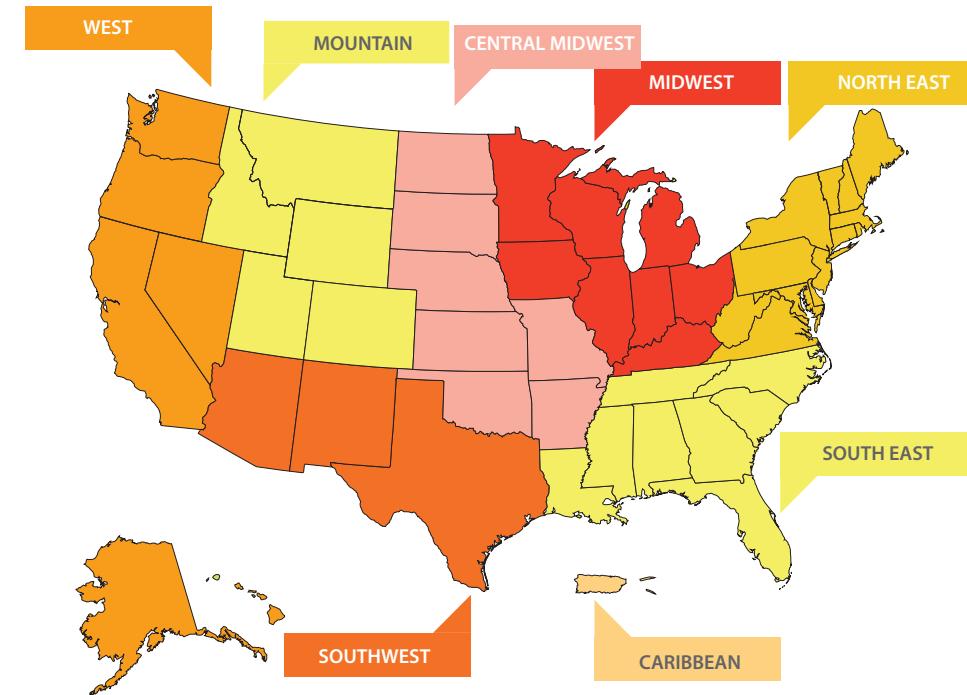 WEST
MOUNTAIN
CENTRAL MIDWEST
MIDWEST
NORTH EAST
SOUTH EAST
SOUTHWEST
CARIBBEAN